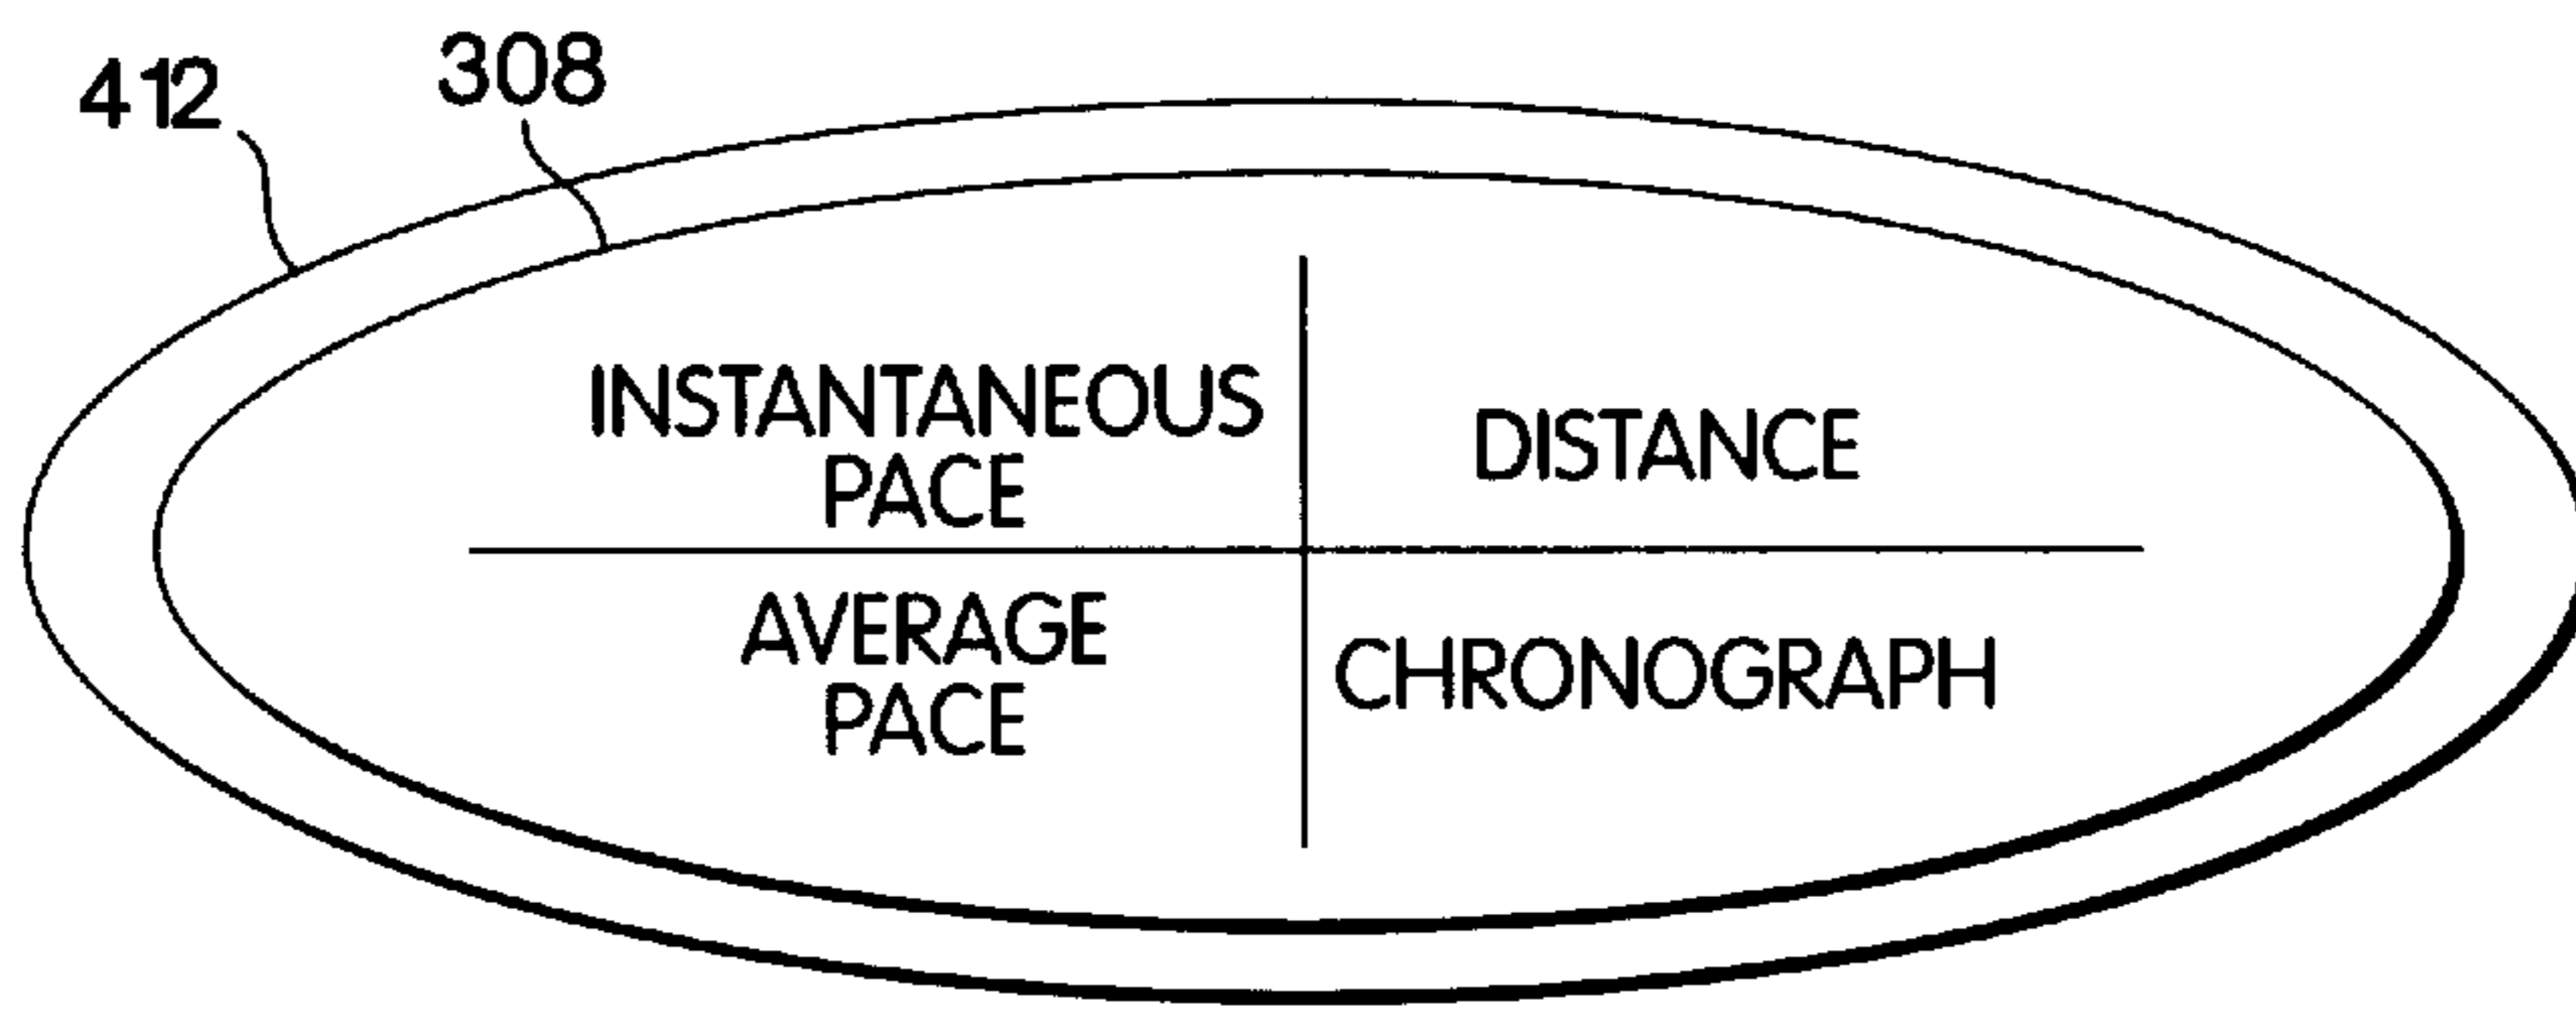 412
308
INSTANTANEOUS
PACE
DISTANCE
AVERAGE
PACE
CHRONOGRAPH